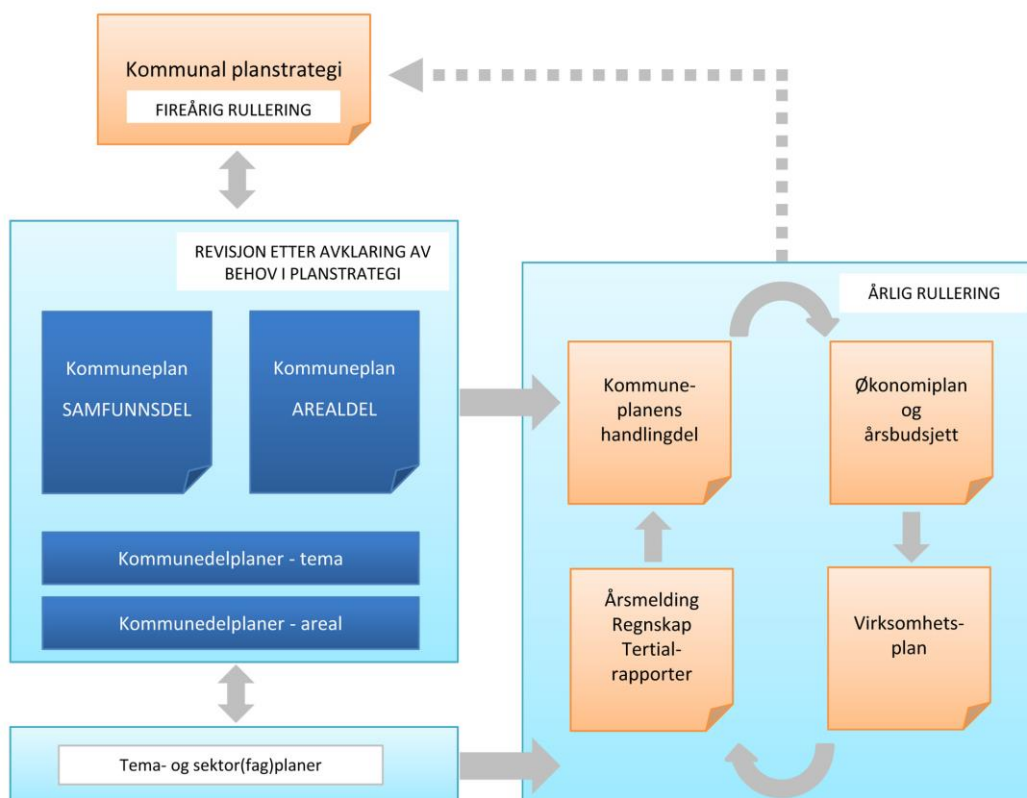 Kommunal planstrategi
FIREÅRIG RULLERING
REVISJON ETTER AVKLARING AV
BEHOV I PLANSTRATEGI
Kommuneplan
SAMFUNNSDEL
Kommuneplan
AREALDEL
Kommunedelplaner - tema
Kommunedelplaner - areal
Tema- og sektor(fag)planer
ÅRLIG RULLERING
Kommune-
planens
handlingdel
Økonomiplan
og
årsbudsjett
Årsmelding
Regnskap
Tertial-
rapporter
Virksomhets-
plan